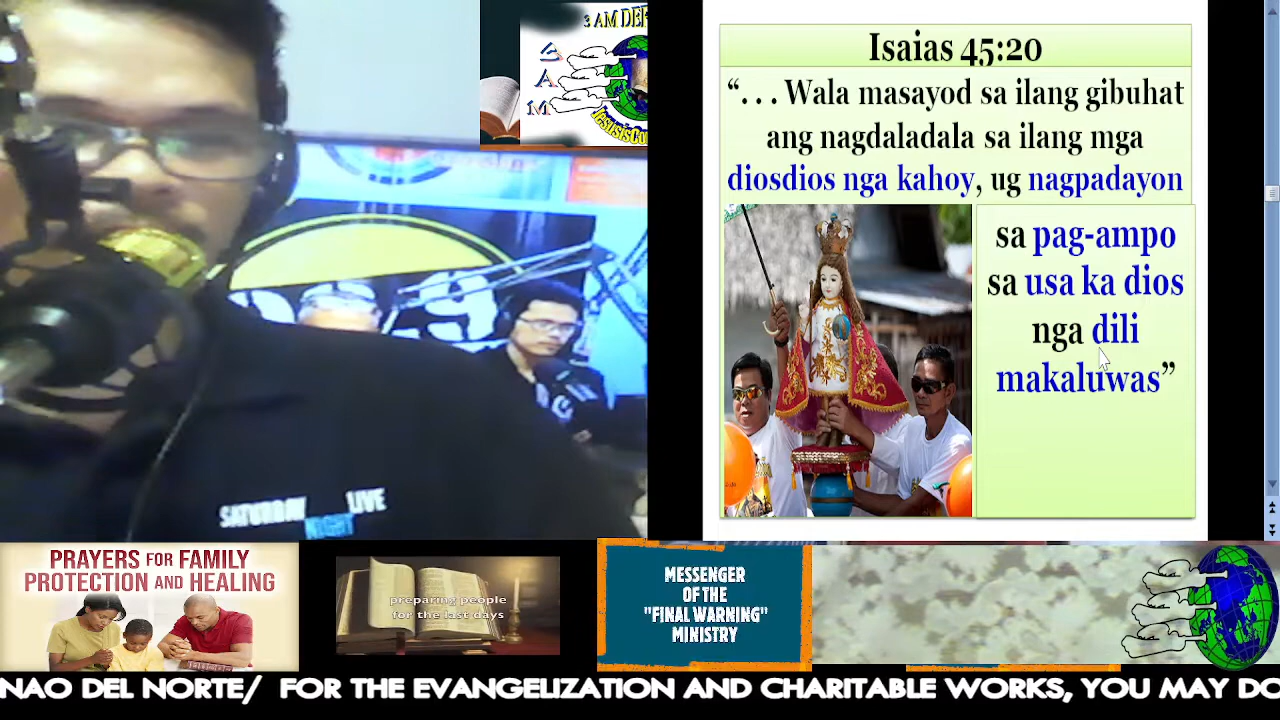 3 AM DEF
S
A
M
JesusisCo
Isaias 45:20
“. . . Wala masayod sa ilang gibuhat
ang nagdaladala sa ilang mga
diosdios nga kahoy, ug nagpadayon
sa pag-ampo
sa usa ka dios
nga dili
makaluwas”
SATURDAY
NIGHT
LIVE
PRAYERS FOR FAMILY
PROTECTION AND HEALING
preparing people
for the last days
MESSENGER
OF THE
"FINAL WARNING"
MINISTRY
NAO DEL NORTE/ FOR THE EVANGELIZATION AND CHARITABLE WORKS, YOU MAY DO